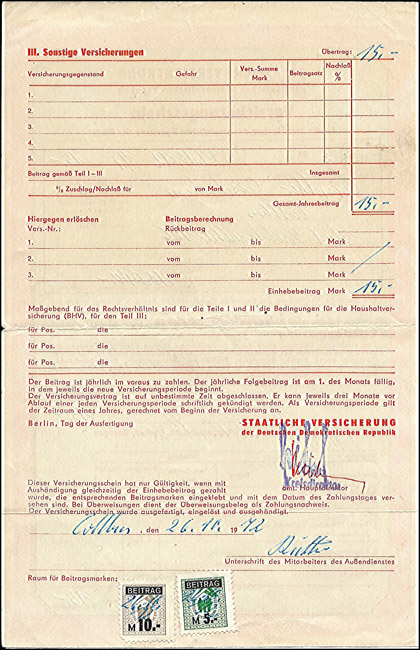 III. Sonstige Versicherungen Übertrag: 15,-
Versicherungsgegenstand Gefahr Vers.-Summe Mark Beitragssatz Nachlaß %
1.
2.
3.
4.
5.
Beitrag gemäß Teil I – III Insgesamt
% Zuschlag/Nachlaß für von Mark
Gesamt-Jahresbeitrag 15,-
Hiergegen erlöschen Beitragsberechnung
Vers.-Nr.: Rückbeitrag
1. vom bis Mark
2. vom bis Mark
3. vom bis Mark
Einhebebeitrag 15,-
Maßgebend für das Rechtsverhältnis sind für die Teile I und II die Bedingungen für die Haushaltver-
sicherung (BHV), für den Teil III:
für Pos. die
für Pos. die
für Pos. die
Der Beitrag ist jährlich im voraus zu zahlen. Der jährliche Folgebeitrag ist am 1. des Monats fällig,
in dem jeweils die neue Versicherungsperiode beginnt.
Der Versicherungsvertrag ist auf unbestimmte Zeit abgeschlossen. Er kann jeweils drei Monate vor
Ablauf einer jeden Versicherungsperiode schriftlich gekündigt werden. Als Versicherungsperiode gilt
der Zeitraum eines Jahres, gerechnet vom Beginn der Versicherung an.
Berlin, Tag der Ausfertigung STAATLICHE VERSICHERUNG
der Deutschen Demokratischen Republik
Kreisdirektor
Hauptdirektor
Dieser Versicherungsschein hat nur Gültigkeit, wenn mit
Aushändigung gleichzeitig der Einhebebeitrag gezahlt
wurde, die entsprechenden Beitragsmarken eingeklebt und mit dem Datum des Zahlungstages ver-
sehen sind. Bei Überweisungen dient der Überweisungsbeleg als Zahlungsnachweis.
Der Versicherungsschein wurde ausgefertigt, eingelöst und ausgehändigt.
Cottbus, den 26. 1972
Unterschrift des Mitarbeiters des Außendienstes
Raum für Beitragsmarken:
BEITRAG BEITRAG
M 10.- M 5.-